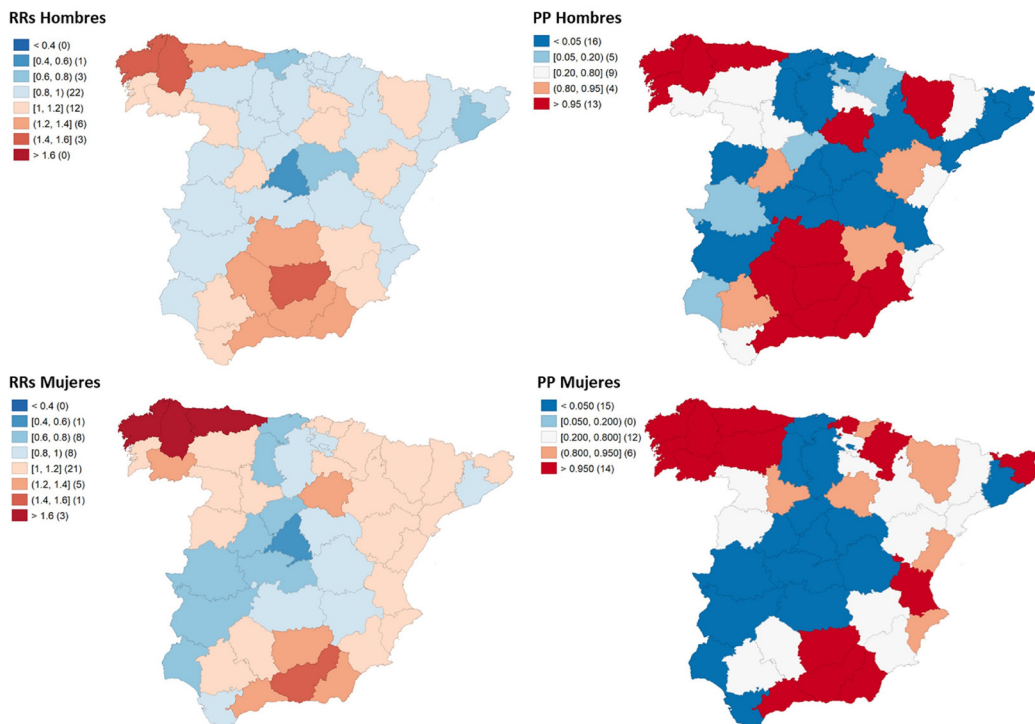 RRs Hombres
< 0.4 (0)
[0.4, 0.6) (1)
[0.6, 0.8) (3)
[0.8, 1) (22)
[1, 1.2] (12)
(1.2, 1.4] (6)
(1.4, 1.6] (3)
> 1.6 (0)
PP Hombres
< 0.05 (16)
[0.05, 0.20) (5)
[0.20, 0.80] (9)
(0.80, 0.95] (4)
> 0.95 (13)
RRs Mujeres
< 0.4 (0)
[0.4, 0.6) (1)
[0.6, 0.8) (8)
[0.8, 1) (8)
[1, 1.2] (21)
(1.2, 1.4] (5)
(1.4, 1.6] (1)
> 1.6 (3)
PP Mujeres
< 0.050 (15)
[0.050, 0.200) (0)
[0.200, 0.800] (12)
(0.800, 0.950] (6)
> 0.950 (14)